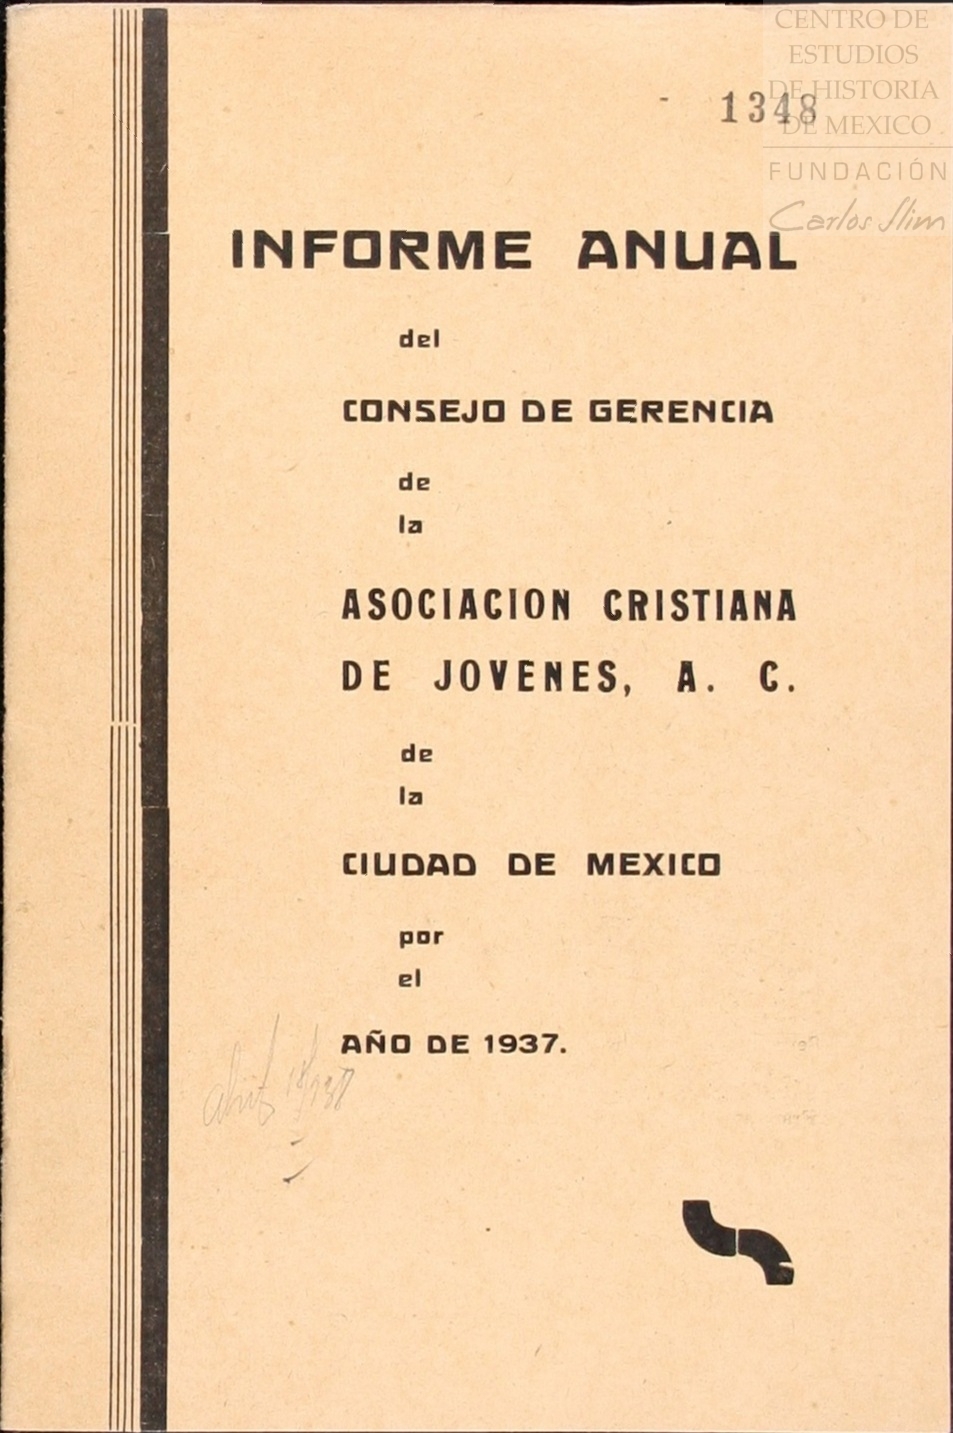 CENTRO DE
ESTUDIOS
DE HISTORIA
DE MEXICO
FUNDACIÓN
Carlos Slim
1348
INFORME ANUAL
del
CONSEJO DE GERENCIA
de
la
ASOCIACION CRISTIANA
DE JOVENES, A. C.
de
la
CIUDAD DE MEXICO
por
el
AÑO DE 1937.